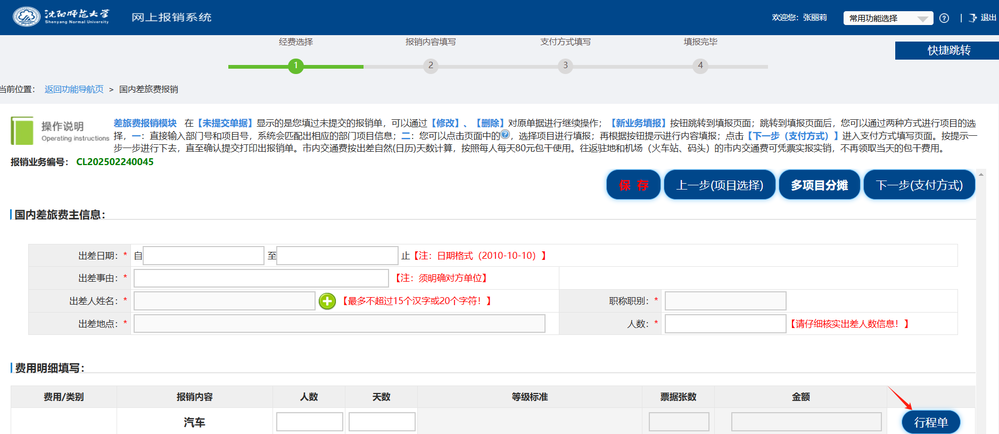 沈阳师范大学
Shenyang Normal University
网上报销系统
欢迎您：张丽莉
常用功能选择
?
|
退出
经费选择 报销内容填写 支付方式填写 填报完毕
快捷跳转
1 2 3 4
当前位置： 返回功能导航页 > 国内差旅费报销
操作说明
Operating instructions
差旅费报销模块 在【未提交单据】显示的是您填过未提交的报销单，可以通过【修改】、【删除】对原单据进行继续操作；【新业务填报】按钮跳转到填报页面；跳转到填报页面后，您可以通过两种方式进行项目的选
择，一：直接输入部门号和项目号，系统会匹配出相应的部门项目信息；二：您可以点击页面中的?，选择项目进行填报；再根据按钮提示进行内容填报；点击【下一步（支付方式）】进入支付方式填写页面。按提示一
步一步进行下去，直至确认提交打印出报销单。市内交通费按出差自然(日历)天数计算，按照每人每天80元包干使用。往返驻地和机场（火车站、码头）的市内交通费可凭票实报实销，不再领取当天的包干费用。
报销业务编号： CL202502240045
保 存 上一步(项目选择) 多项目分摊 下一步(支付方式)
国内差旅费主信息：
出差日期：* 自 至 止【注：日期格式（2010-10-10）】
出差事由：* 【注：须明确对方单位】
出差人姓名：* 【最多不超过15个汉字或20个字符！】 职称职别：*
出差地点：* 人数：* 【请仔细核实出差人数信息！】
费用明细填写：
费用/类别 报销内容 人数 天数 等级标准 票据张数 金额
汽车 行程单